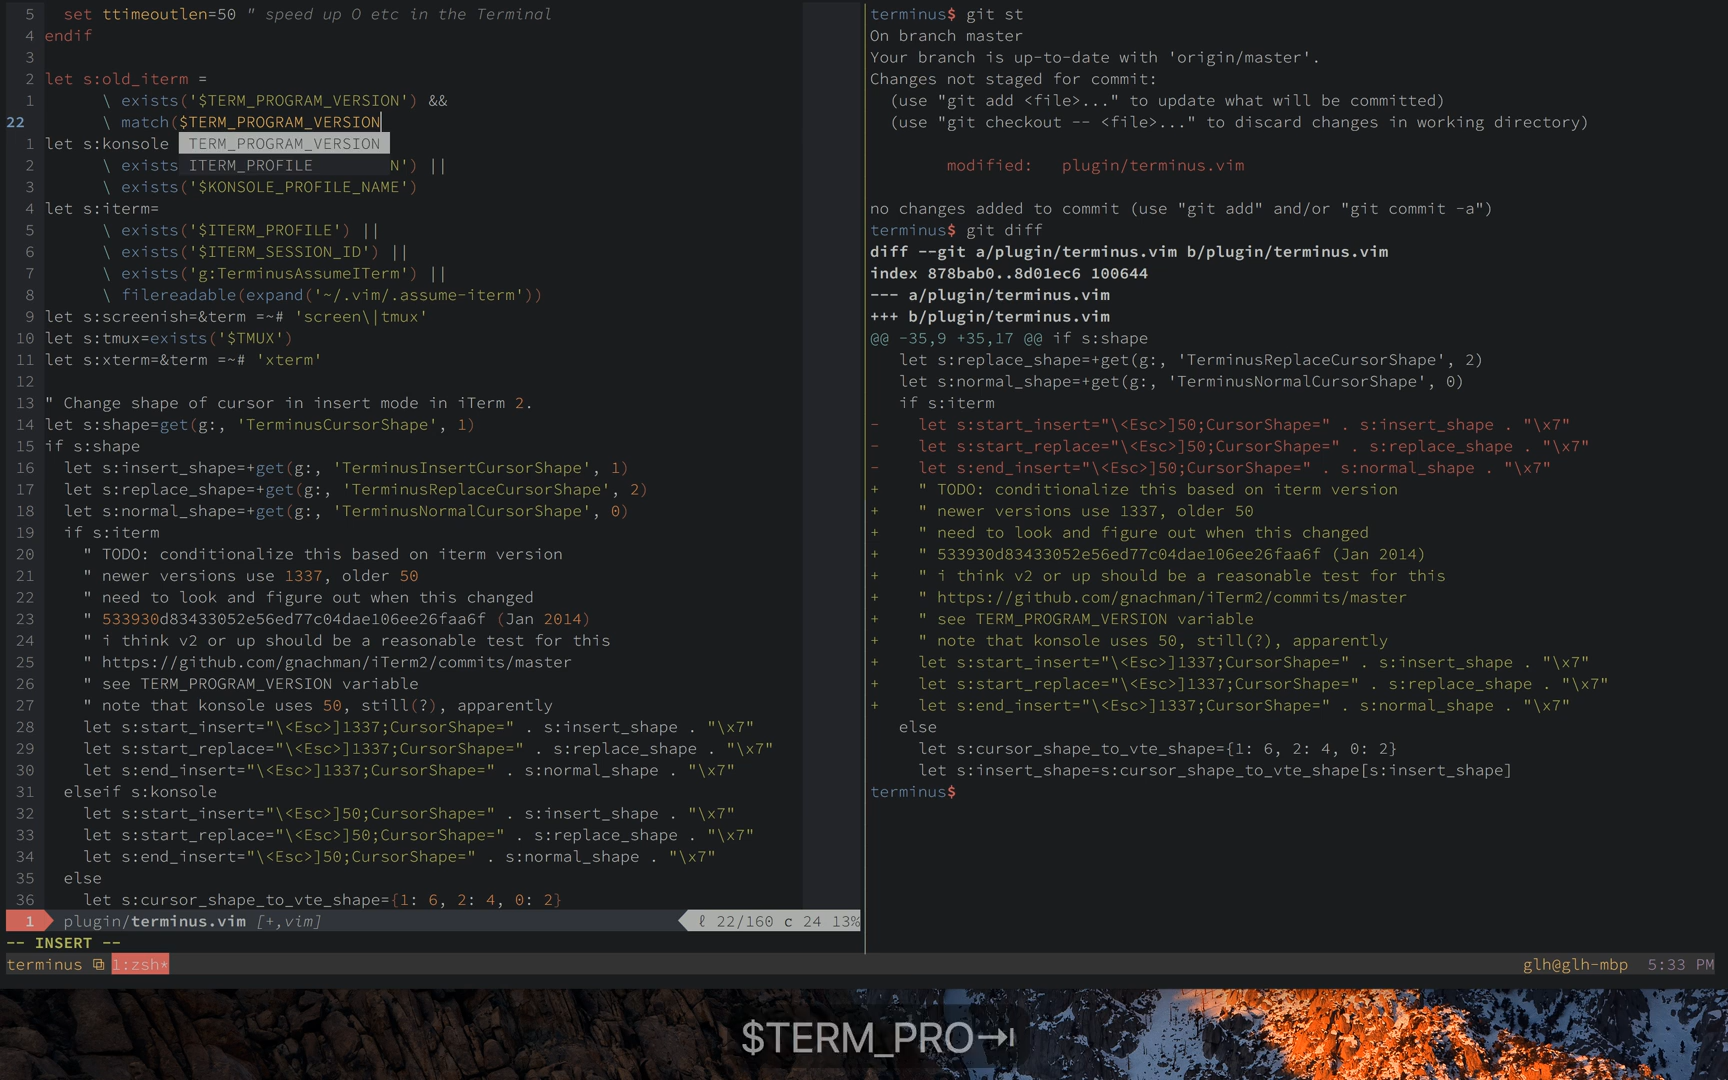 5   set ttimeoutlen=50 " speed up O etc in the Terminal
4 endif
3
2 let s:old_iterm =
1       \ exists('$TERM_PROGRAM_VERSION') &&
22      \ match($TERM_PROGRAM_VERSION
1 let s:konsole TERM_PROGRAM_VERSION
2       \ exists ITERM_PROFILE N') ||
3       \ exists('$KONSOLE_PROFILE_NAME')
4 let s:iterm=
5       \ exists('$ITERM_PROFILE') ||
6       \ exists('$ITERM_SESSION_ID') ||
7       \ exists('g:TerminusAssumeITerm') ||
8       \ filereadable(expand('~/.vim/.assume-iterm'))
9 let s:screenish=&term =~# 'screen\|tmux'
10 let s:tmux=exists('$TMUX')
11 let s:xterm=&term =~# 'xterm'
12
13 " Change shape of cursor in insert mode in iTerm 2.
14 let s:shape=get(g:, 'TerminusCursorShape', 1)
15 if s:shape
16   let s:insert_shape=+get(g:, 'TerminusInsertCursorShape', 1)
17   let s:replace_shape=+get(g:, 'TerminusReplaceCursorShape', 2)
18   let s:normal_shape=+get(g:, 'TerminusNormalCursorShape', 0)
19   if s:iterm
20     " TODO: conditionalize this based on iterm version
21     " newer versions use 1337, older 50
22     " need to look and figure out when this changed
23     " 533930d83433052e56ed77c04dae106ee26faa6f (Jan 2014)
24     " i think v2 or up should be a reasonable test for this
25     " https://github.com/gnachman/iTerm2/commits/master
26     " see TERM_PROGRAM_VERSION variable
27     " note that konsole uses 50, still(?), apparently
28     let s:start_insert="\<Esc>]1337;CursorShape=" . s:insert_shape . "\x7"
29     let s:start_replace="\<Esc>]1337;CursorShape=" . s:replace_shape . "\x7"
30     let s:end_insert="\<Esc>]1337;CursorShape=" . s:normal_shape . "\x7"
31   elseif s:konsole
32     let s:start_insert="\<Esc>]50;CursorShape=" . s:insert_shape . "\x7"
33     let s:start_replace="\<Esc>]50;CursorShape=" . s:replace_shape . "\x7"
34     let s:end_insert="\<Esc>]50;CursorShape=" . s:normal_shape . "\x7"
35   else
36     let s:cursor_shape_to_vte_shape={1: 6, 2: 4, 0: 2}
1 plugin/terminus.vim [+,vim] ℓ 22/160 c 24 13%
-- INSERT --
terminus$ git st
On branch master
Your branch is up-to-date with 'origin/master'.
Changes not staged for commit:
  (use "git add <file>..." to update what will be committed)
  (use "git checkout -- <file>..." to discard changes in working directory)
        modified:   plugin/terminus.vim
no changes added to commit (use "git add" and/or "git commit -a")
terminus$ git diff
diff --git a/plugin/terminus.vim b/plugin/terminus.vim
index 878bab0..8d01ec6 100644
--- a/plugin/terminus.vim
+++ b/plugin/terminus.vim
@@ -35,9 +35,17 @@ if s:shape
   let s:replace_shape=+get(g:, 'TerminusReplaceCursorShape', 2)
   let s:normal_shape=+get(g:, 'TerminusNormalCursorShape', 0)
   if s:iterm
-    let s:start_insert="\<Esc>]50;CursorShape=" . s:insert_shape . "\x7"
-    let s:start_replace="\<Esc>]50;CursorShape=" . s:replace_shape . "\x7"
-    let s:end_insert="\<Esc>]50;CursorShape=" . s:normal_shape . "\x7"
+    " TODO: conditionalize this based on iterm version
+    " newer versions use 1337, older 50
+    " need to look and figure out when this changed
+    " 533930d83433052e56ed77c04dae106ee26faa6f (Jan 2014)
+    " i think v2 or up should be a reasonable test for this
+    " https://github.com/gnachman/iTerm2/commits/master
+    " see TERM_PROGRAM_VERSION variable
+    " note that konsole uses 50, still(?), apparently
+    let s:start_insert="\<Esc>]1337;CursorShape=" . s:insert_shape . "\x7"
+    let s:start_replace="\<Esc>]1337;CursorShape=" . s:replace_shape . "\x7"
+    let s:end_insert="\<Esc>]1337;CursorShape=" . s:normal_shape . "\x7"
   else
     let s:cursor_shape_to_vte_shape={1: 6, 2: 4, 0: 2}
     let s:insert_shape=s:cursor_shape_to_vte_shape[s:insert_shape]
terminus$
terminus 1:zsh* glh@glh-mbp 5:33 PM
$TERM_PRO⇥